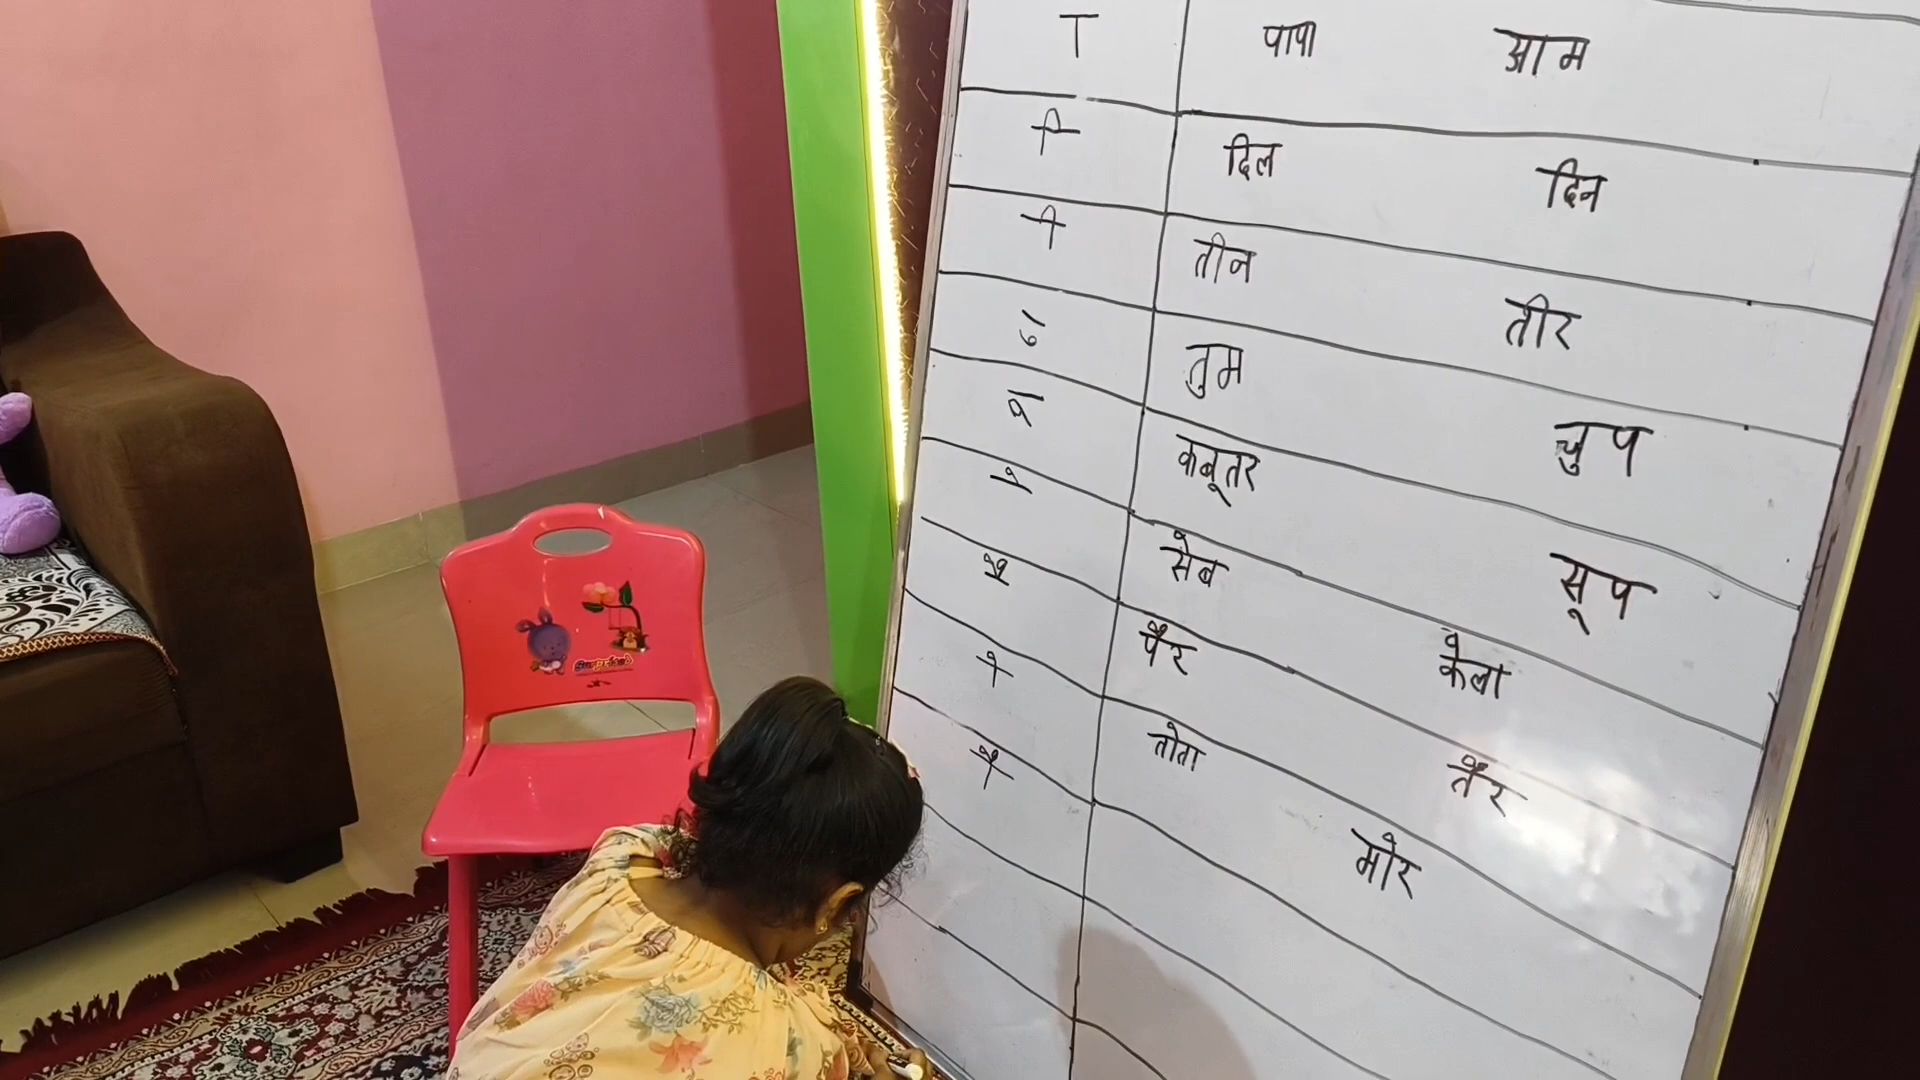 ा पापा आम
ि दिल दिन
ी तीन तीर
ु तुम चुप
ू कबूतर सूप
े सेब केला
ै पैर तैर
ो तोता मोर
ौ